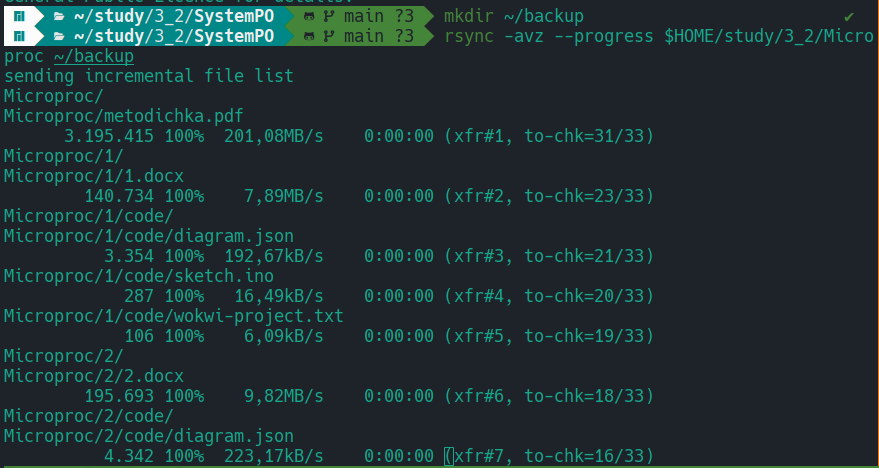 General Public Licence for details.
~/study/3_2/SystemPO main ?3 mkdir ~/backup ✔
~/study/3_2/SystemPO main ?3 rsync -avz --progress $HOME/study/3_2/Micro
proc ~/backup
sending incremental file list
Microproc/
Microproc/metodichka.pdf
3.195.415 100% 201,08MB/s 0:00:00 (xfr#1, to-chk=31/33)
Microproc/1/
Microproc/1/1.docx
140.734 100% 7,89MB/s 0:00:00 (xfr#2, to-chk=23/33)
Microproc/1/code/
Microproc/1/code/diagram.json
3.354 100% 192,67kB/s 0:00:00 (xfr#3, to-chk=21/33)
Microproc/1/code/sketch.ino
287 100% 16,49kB/s 0:00:00 (xfr#4, to-chk=20/33)
Microproc/1/code/wokwi-project.txt
106 100% 6,09kB/s 0:00:00 (xfr#5, to-chk=19/33)
Microproc/2/
Microproc/2/2.docx
195.693 100% 9,82MB/s 0:00:00 (xfr#6, to-chk=18/33)
Microproc/2/code/
Microproc/2/code/diagram.json
4.342 100% 223,17kB/s 0:00:00 (xfr#7, to-chk=16/33)